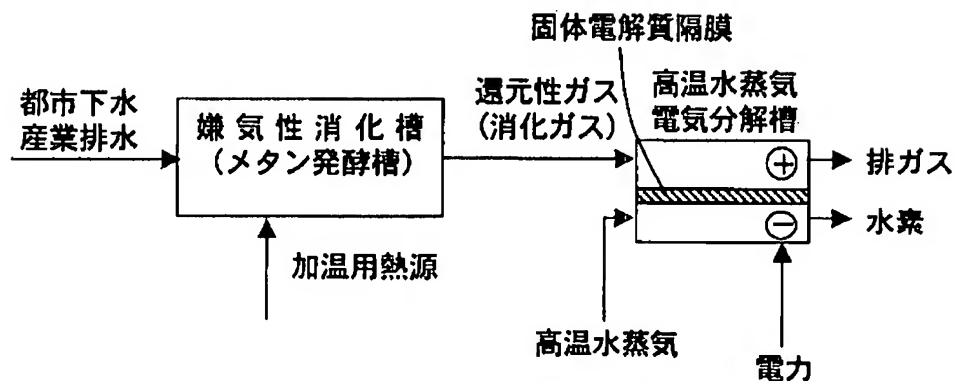 固体電解質隔膜
都市下水
産業排水
嫌気性消化槽
(メタン発酵槽)
還元性ガス
(消化ガス)
高温水蒸気
電気分解槽
+
排ガス
−
水素
加温用熱源
高温水蒸気
電力